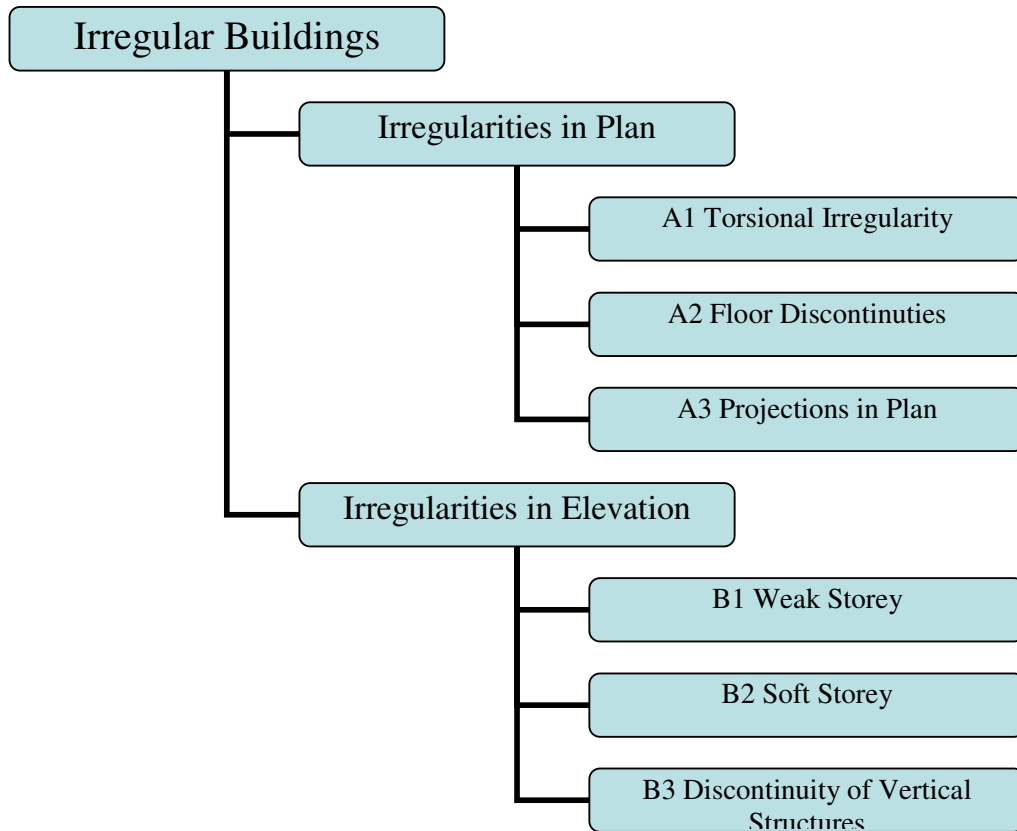 Irregular Buildings
Irregularities in Plan
A1 Torsional Irregularity
A2 Floor Discontinuties
A3 Projections in Plan
Irregularities in Elevation
B1 Weak Storey
B2 Soft Storey
B3 Discontinuity of Vertical
Structures